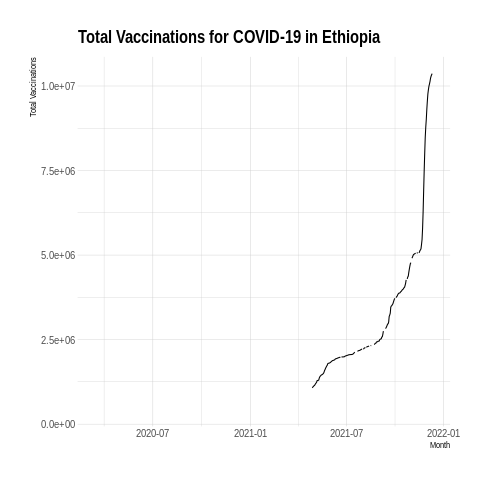 Total Vaccinations for COVID-19 in Ethiopia
Total Vaccinations
1.0e+07
7.5e+06
5.0e+06
2.5e+06
0.0e+00
2020-07 2021-01 2021-07 2022-01
Month